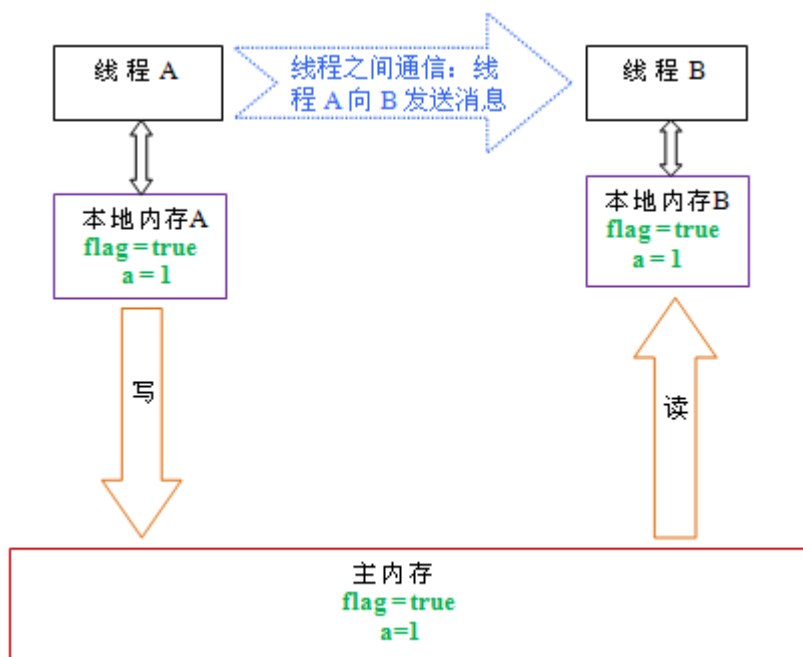 线程 A
线程之间通信：线
程 A 向 B 发送消息
线程 B
本地内存A
flag = true
a = 1
本地内存B
flag = true
a = 1
写
读
主内存
flag = true
a=1